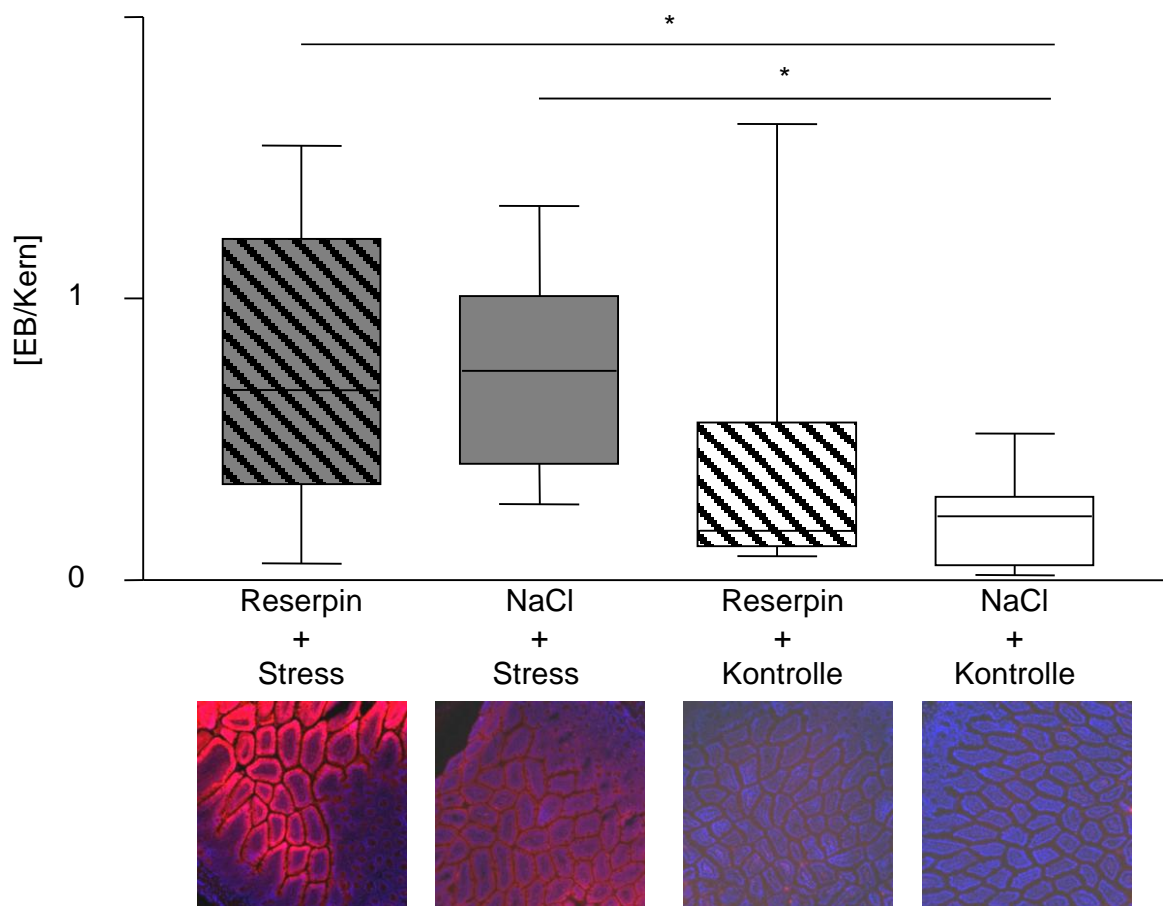 *
*
[EB/Kern]
1
0
Reserpin
+
Stress
NaCl
+
Stress
Reserpin
+
Kontrolle
NaCl
+
Kontrolle